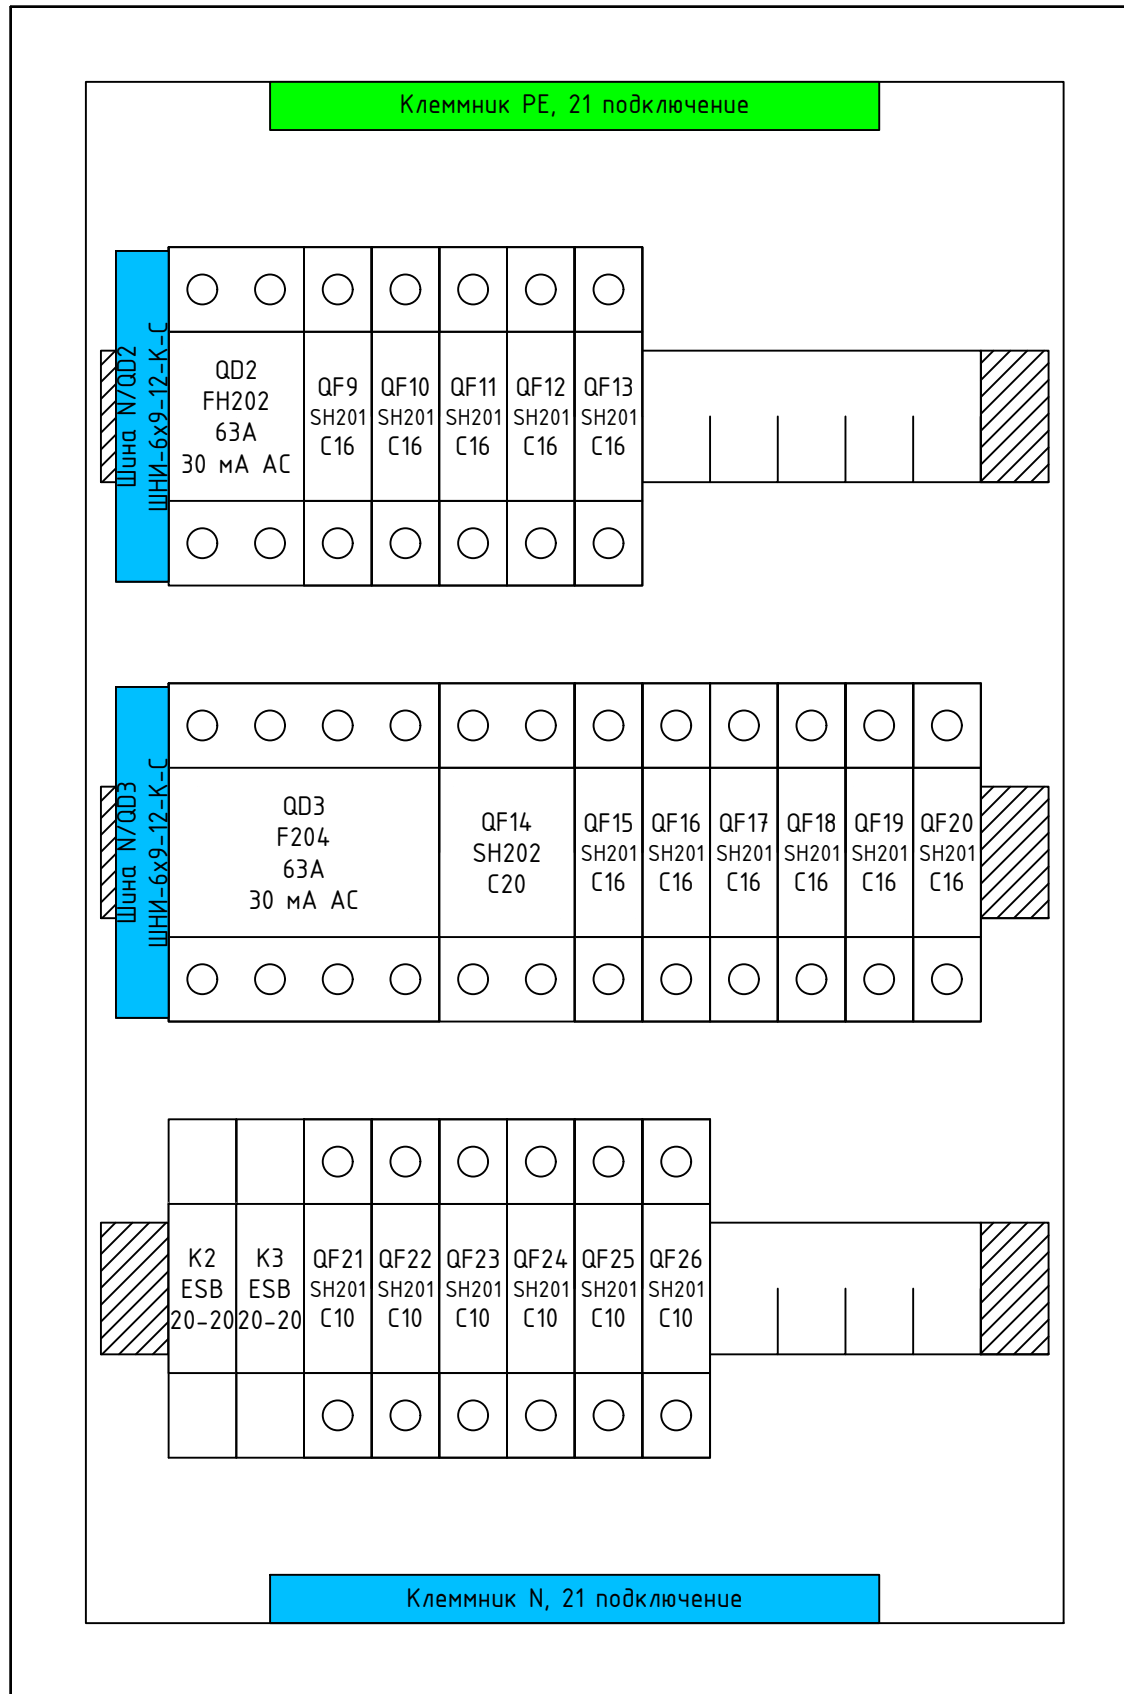 Клеммник PE, 21 подключение
Шина N/QD2
ШНИ-6х9-12-К-С
QD2
FH202
63А
30 мА АС
QF9
SH201
C16
QF10
SH201
C16
QF11
SH201
C16
QF12
SH201
C16
QF13
SH201
C16
Шина N/QD3
ШНИ-6х9-12-К-С
QD3
F204
63А
30 мА АС
QF14
SH202
C20
QF15
SH201
C16
QF16
SH201
C16
QF17
SH201
C16
QF18
SH201
C16
QF19
SH201
C16
QF20
SH201
C16
K2
ESB
20-20
K3
ESB
20-20
QF21
SH201
C10
QF22
SH201
C10
QF23
SH201
C10
QF24
SH201
C10
QF25
SH201
C10
QF26
SH201
C10
Клеммник N, 21 подключение